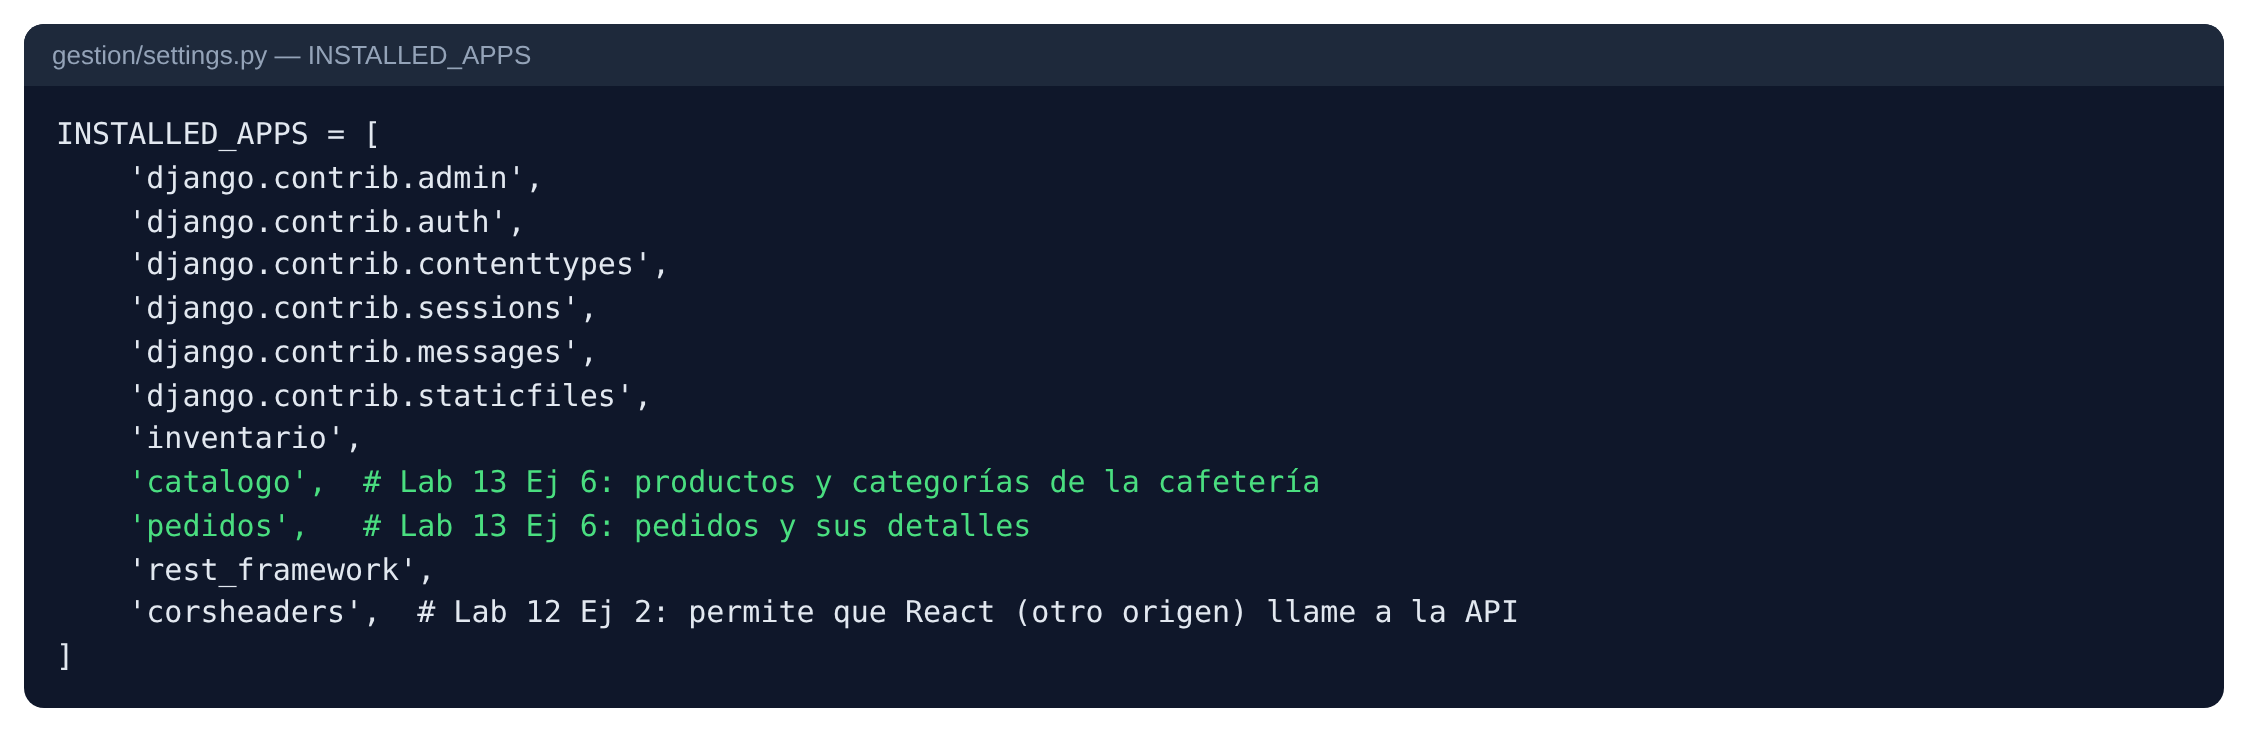 gestion/settings.py — INSTALLED_APPS
INSTALLED_APPS = [
    'django.contrib.admin',
    'django.contrib.auth',
    'django.contrib.contenttypes',
    'django.contrib.sessions',
    'django.contrib.messages',
    'django.contrib.staticfiles',
    'inventario',
    'catalogo',  # Lab 13 Ej 6: productos y categorías de la cafetería
    'pedidos',   # Lab 13 Ej 6: pedidos y sus detalles
    'rest_framework',
    'corsheaders',  # Lab 12 Ej 2: permite que React (otro origen) llame a la API
]